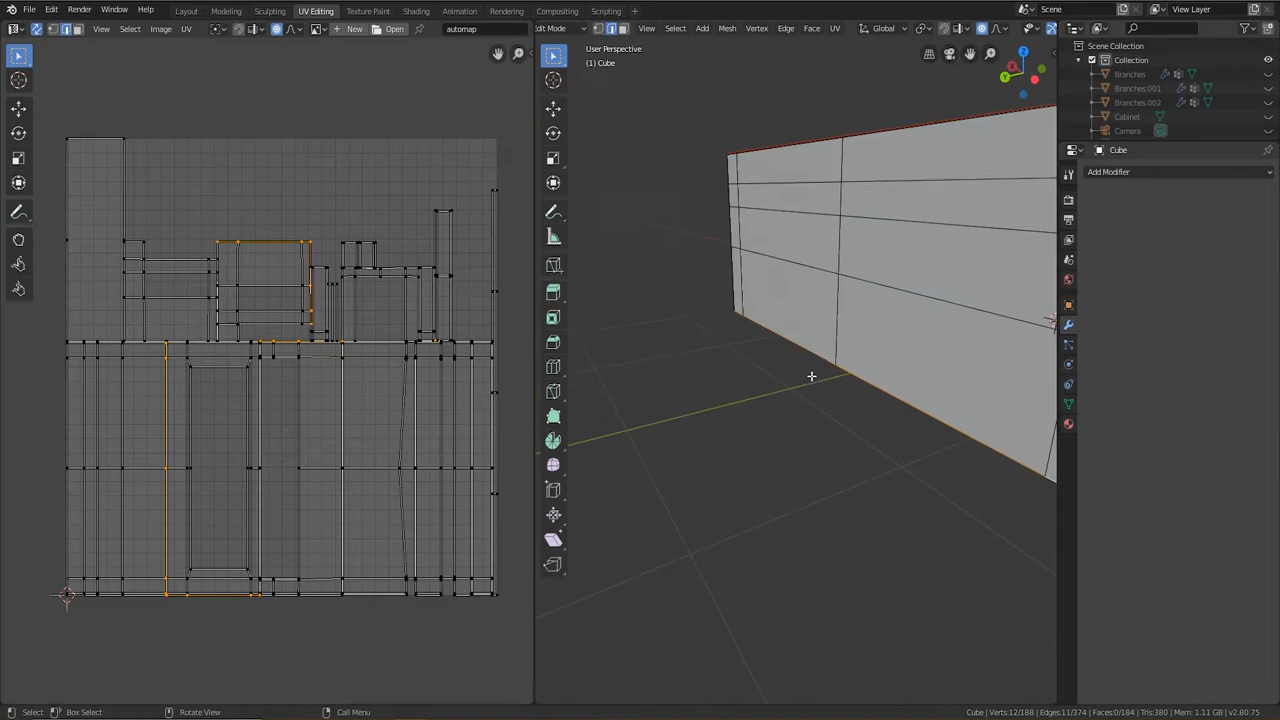 File Edit Render Window Help Layout Modeling Sculpting UV Editing Texture Paint Shading Animation Rendering Compositing Scripting + Scene View Layer
View Select Image UV New Open automap
Edit Mode View Select Add Mesh Vertex Edge Face UV Global
User Perspective
(1) Cube
Z
Y
X
Scene Collection
Collection
Branches
Branches.001
Branches.002
Cabinet
Camera
Cube
Add Modifier
Select Box Select Rotate View Call Menu Cube | Verts:12/188 | Edges:11/374 | Faces:0/184 | Tris:380 | Mem: 1.11 GB | v2.80.75